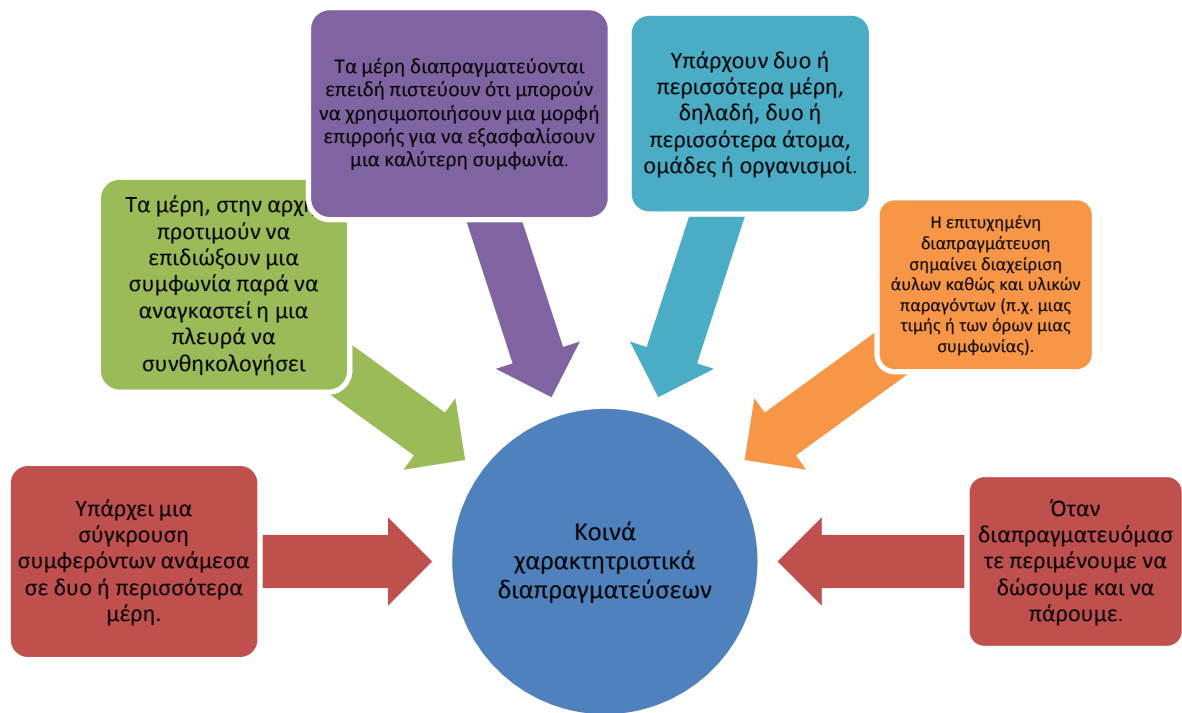 Τα μέρη διαπραγματεύονται
επειδή πιστεύουν ότι μπορούν
να χρησιμοποιήσουν μια μορφή
επιρροής για να εξασφαλίσουν
μια καλύτερη συμφωνία.
Υπάρχουν δυο ή
περισσότερα μέρη,
δηλαδή, δυο ή
περισσότερα άτομα,
ομάδες ή οργανισμοί.
Τα μέρη, στην αρχή
προτιμούν να
επιδιώξουν μια
συμφωνία παρά να
αναγκαστεί η μια
πλευρά να
συνθηκολογήσει
Η επιτυχημένη
διαπραγμάτευση
σημαίνει διαχείριση
άυλων καθώς και υλικών
παραγόντων (π.χ. μιας
τιμής ή των όρων μιας
συμφωνίας).
Υπάρχει μια
σύγκρουση
συμφερόντων ανάμεσα
σε δυο ή περισσότερα
μέρη.
Κοινά
χαρακτητριστικά
διαπραγματεύσεων
Όταν
διαπραγματευόμασ
τε περιμένουμε να
δώσουμε και να
πάρουμε.